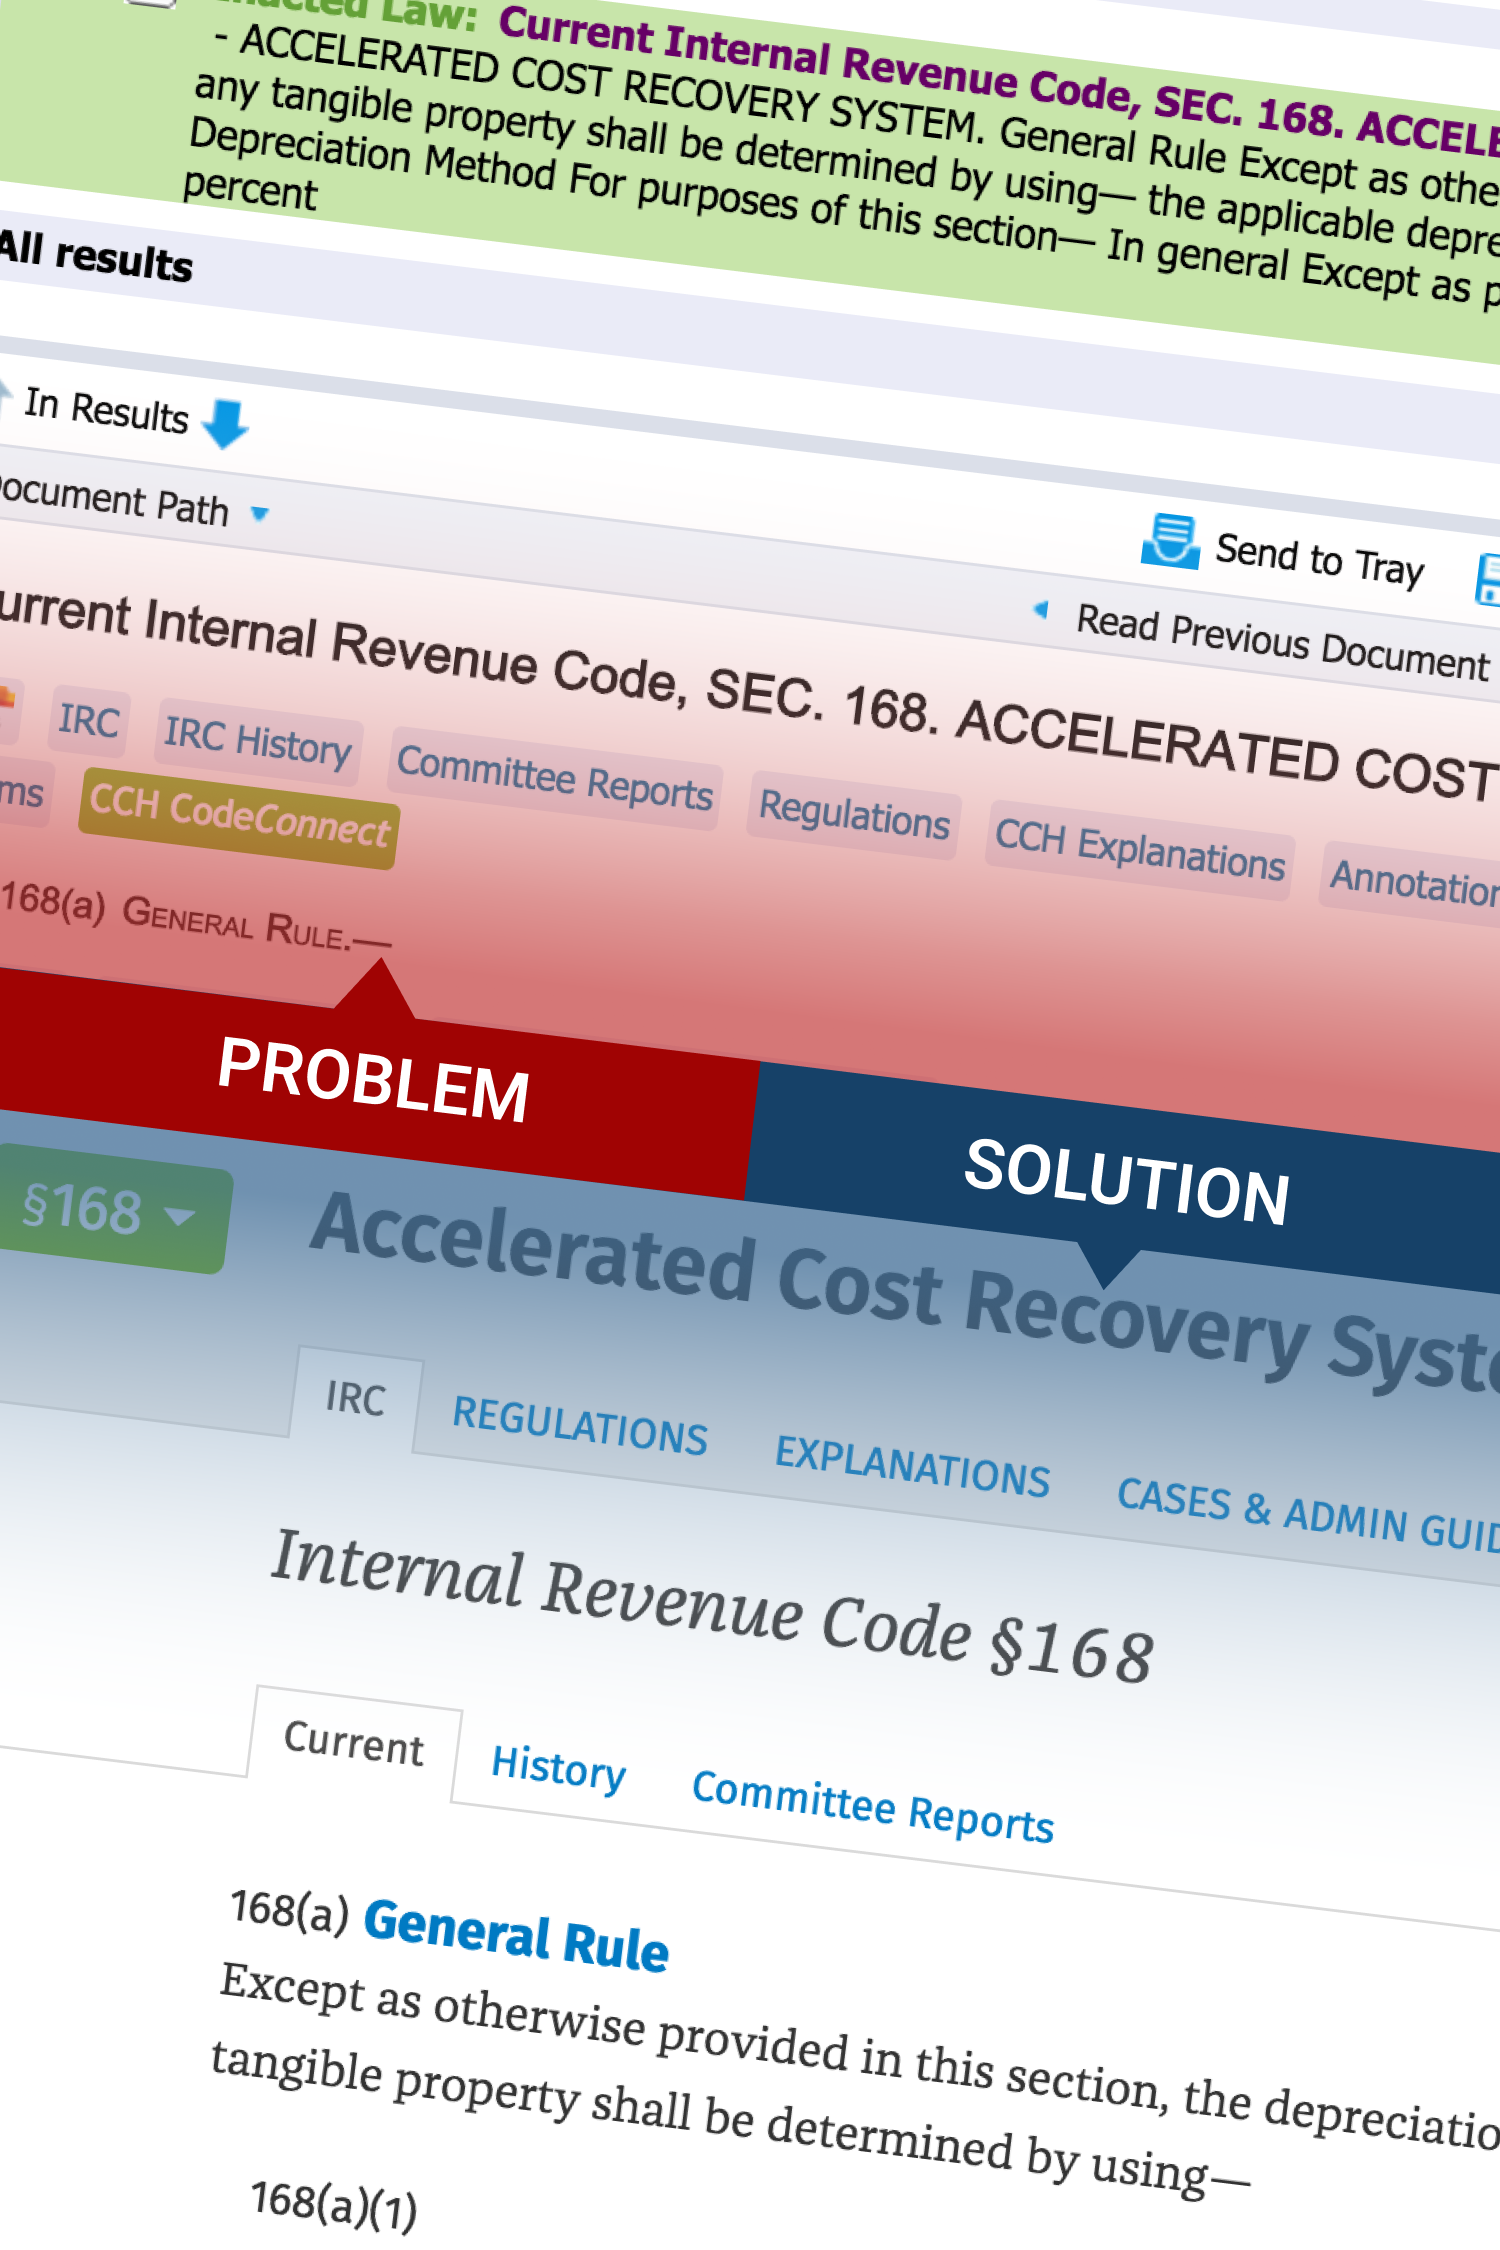 Enacted Law: Current Internal Revenue Code, SEC. 168. ACCELE
- ACCELERATED COST RECOVERY SYSTEM. General Rule Except as othe
any tangible property shall be determined by using— the applicable depre
Depreciation Method For purposes of this section— In general Except as p
percent
All results
In Results
Document Path
Send to Tray
Read Previous Document
urrent Internal Revenue Code, SEC. 168. ACCELERATED COST
IRC
IRC History
Committee Reports
Regulations
CCH Explanations
Annotation
ms
CCH CodeConnect
168(a) General Rule.—
PROBLEM
SOLUTION
§168
Accelerated Cost Recovery Syste
IRC
REGULATIONS
EXPLANATIONS
CASES & ADMIN GUID
Internal Revenue Code §168
Current
History
Committee Reports
168(a) General Rule
Except as otherwise provided in this section, the depreciatio
tangible property shall be determined by using—
168(a)(1)